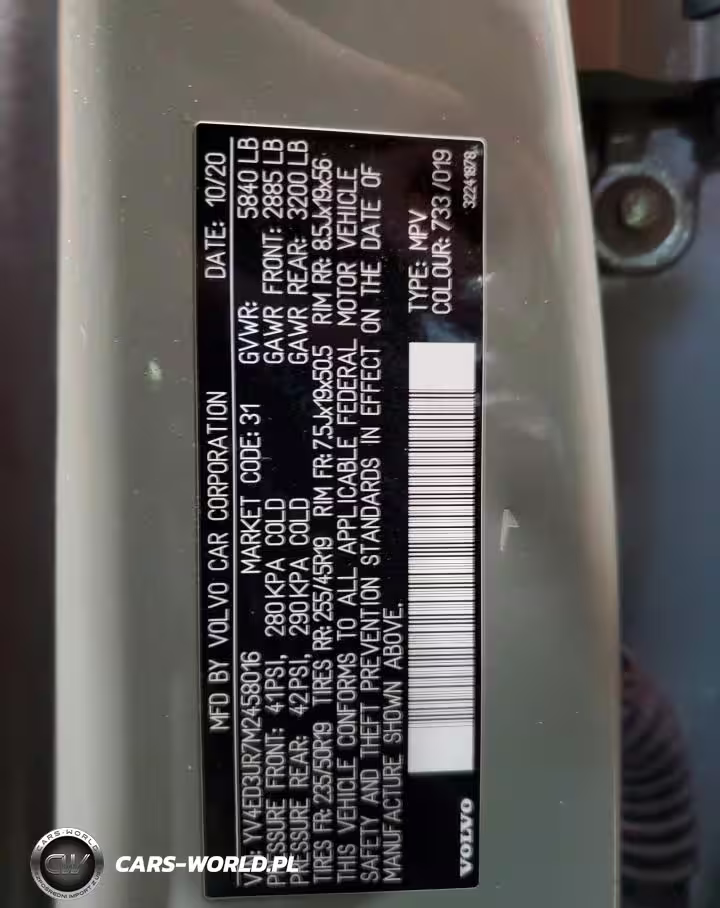 MFD BY VOLVO CAR CORPORATION DATE: 10/20
VIN: YV4ED3UR7M2458016 MARKET CODE: 31 GVWR: 5840 LB
PRESSURE FRONT: 41PSI, 280KPA COLD GAWR FRONT: 2885 LB
PRESSURE REAR: 42PSI, 290KPA COLD GAWR REAR: 3200 LB
TIRES FR: 235/50R19 TIRES RR: 255/45R19 RIM FR: 7.5Jx19x50.5 RIM RR: 8.5Jx19x56
THIS VEHICLE CONFORMS TO ALL APPLICABLE FEDERAL MOTOR VEHICLE
SAFETY AND THEFT PREVENTION STANDARDS IN EFFECT ON THE DATE OF
MANUFACTURE SHOWN ABOVE.
TYPE: MPV
COLOUR: 733/019
VOLVO
32241878
CARS-WORLD
CW
CARS-WORLD.PL